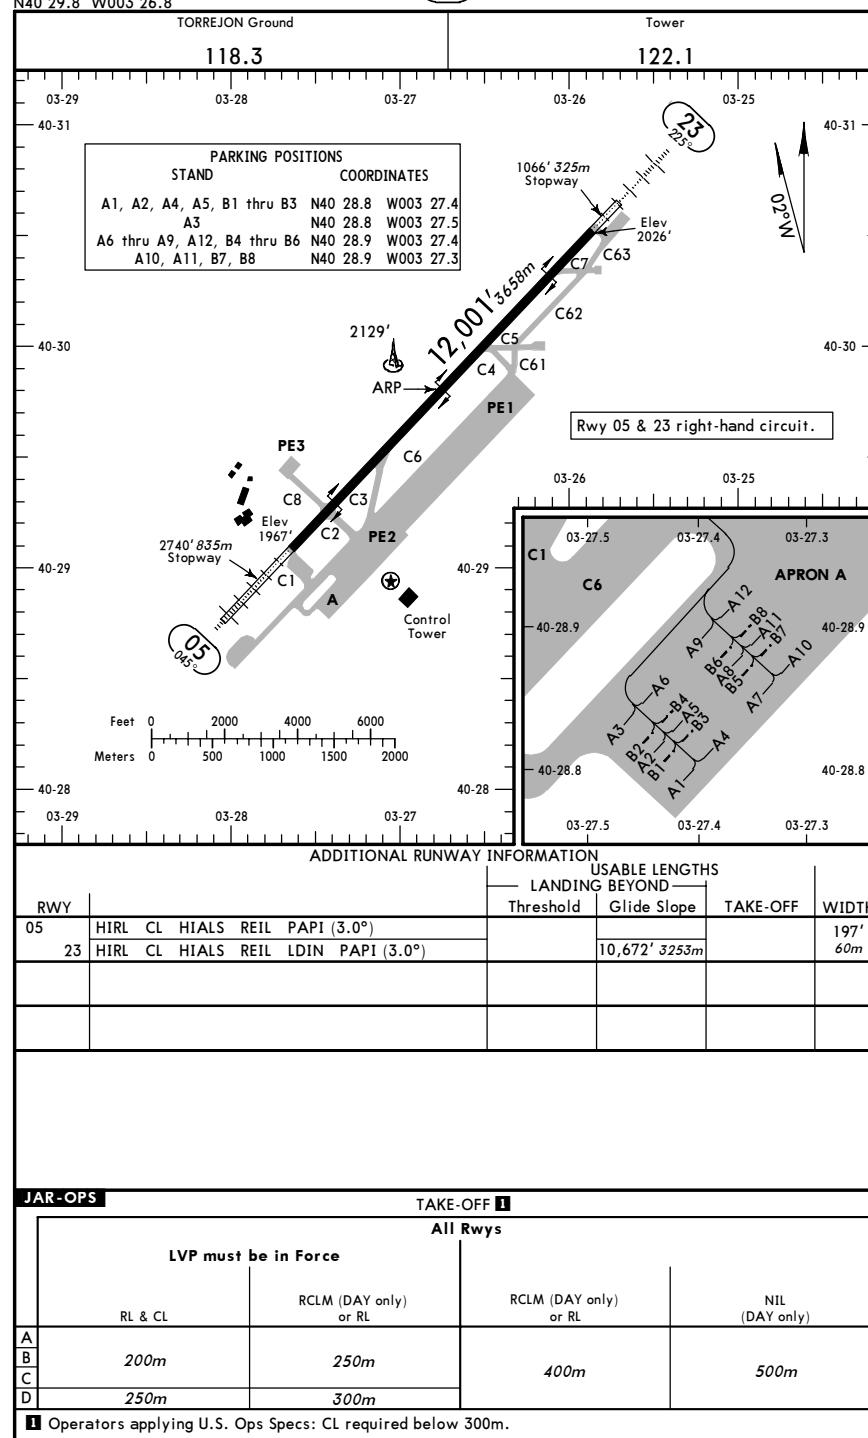 N40 29.8 W003 26.8
TORREJON Ground
Tower
118.3
122.1
03-29
03-28
03-27
03-26
03-25
40-31
40-31
23
225°
PARKING POSITIONS
STAND COORDINATES
A1, A2, A4, A5, B1 thru B3 N40 28.8 W003 27.4
A3 N40 28.8 W003 27.5
A6 thru A9, A12, B4 thru B6 N40 28.9 W003 27.4
A10, A11, B7, B8 N40 28.9 W003 27.3
1066' 325m
Stopway
02°W
Elev
2026'
C63
C7
C62
12,001' 3658m
2129'
40-30
40-30
C5
C4
C61
ARP
PE1
Rwy 05 & 23 right-hand circuit.
PE3
C6
C8
C3
Elev
1967'
C2
PE2
2740' 835m
Stopway
C1
40-29
40-29
A
Control
Tower
05
045°
03-26
03-25
03-27.5
03-27.4
03-27.3
C1
C6
APRON A
40-28.9
40-28.9
A12
B8
A11
B7
A10
A9
B6
A8
B5
A7
A6
B4
A5
B3
A4
A3
B2
A2
B1
A1
40-28.8
40-28.8
03-27.5
03-27.4
03-27.3
Feet 0 2000 4000 6000
Meters 0 500 1000 1500 2000
40-28
40-28
03-29
03-28
03-27
ADDITIONAL RUNWAY INFORMATION
USABLE LENGTHS
LANDING BEYOND
RWY Threshold Glide Slope TAKE-OFF WIDTH
05 HIRL CL HIALS REIL PAPI (3.0°) 197'
23 HIRL CL HIALS REIL LDIN PAPI (3.0°) 10,672' 3253m 60m
JAR-OPS
TAKE-OFF 1
All Rwys
LVP must be in Force
RL & CL
RCLM (DAY only)
or RL
RCLM (DAY only)
or RL
NIL
(DAY only)
A
B 200m 250m
C 400m 500m
D 250m 300m
1 Operators applying U.S. Ops Specs: CL required below 300m.